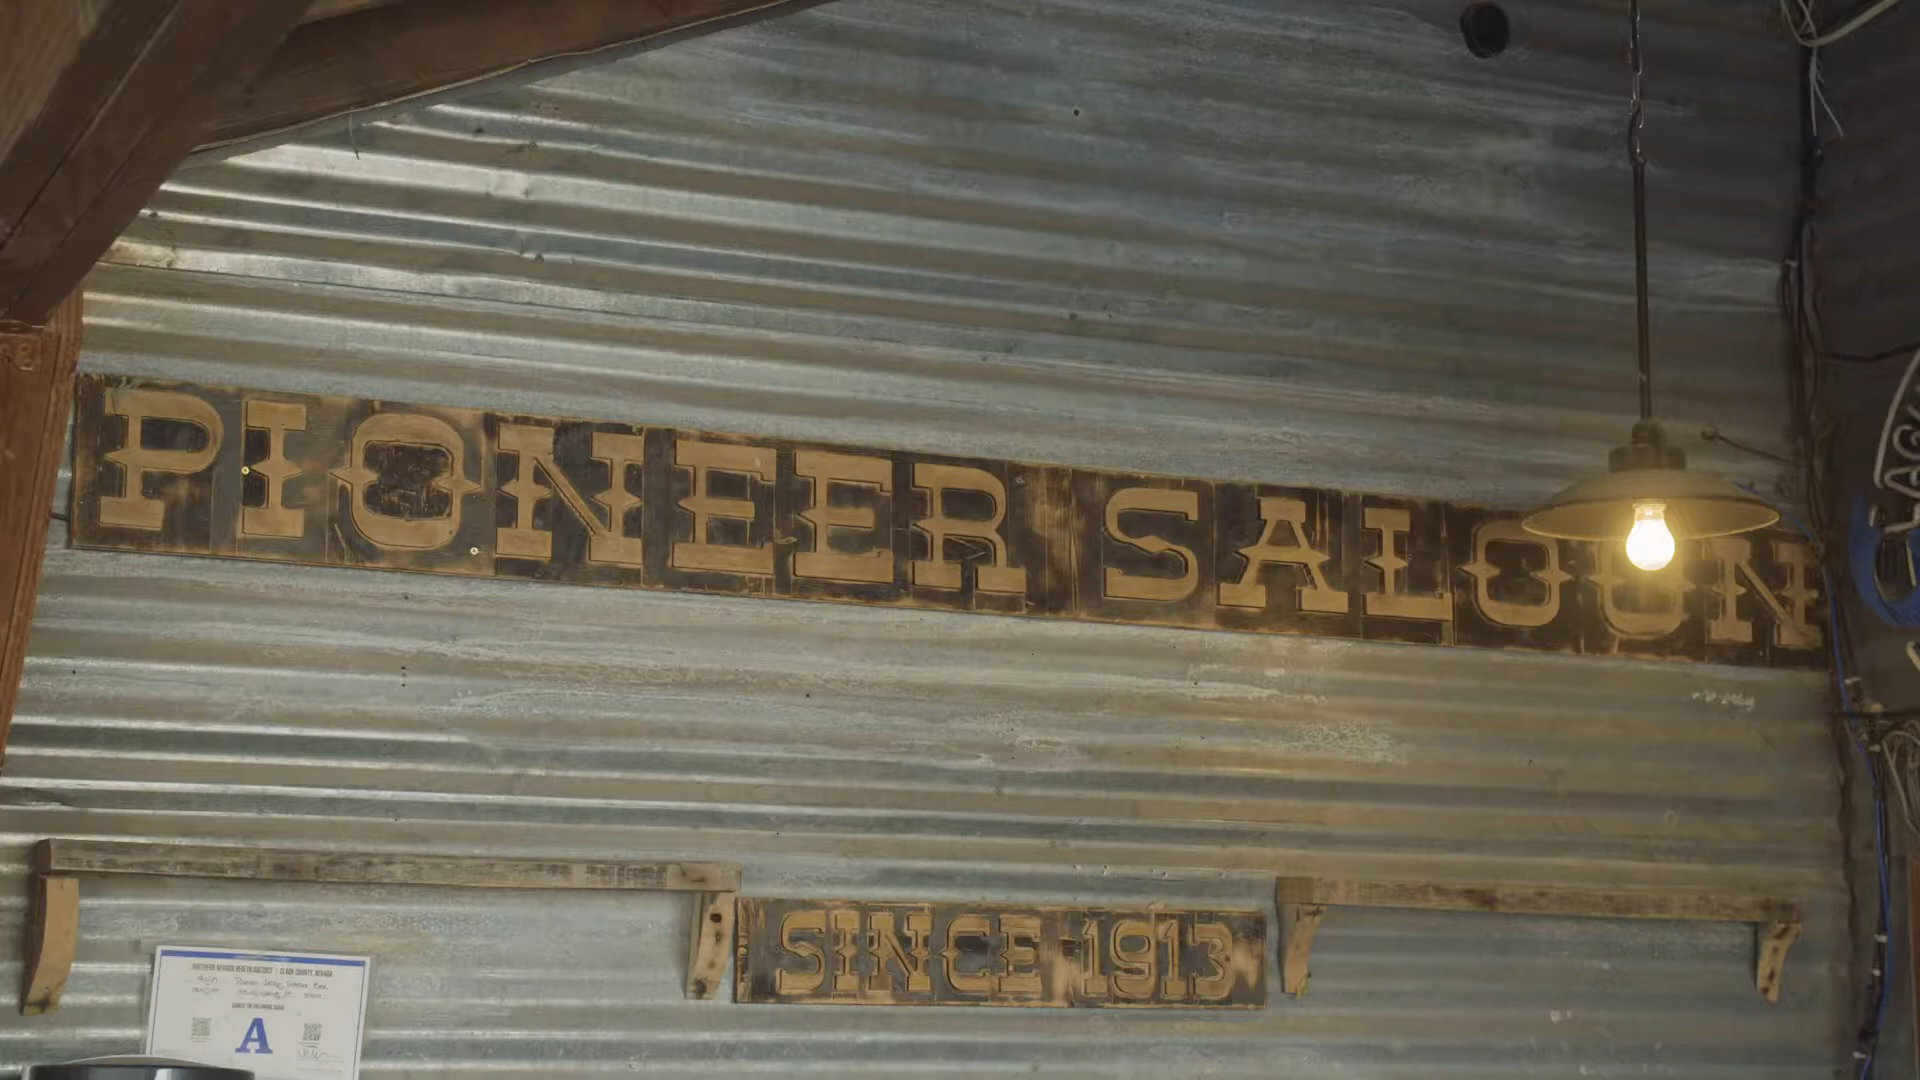 PIONEER SALOON
SINCE 1913
SOUTHERN NEVADA HEALTH DISTRICT | CLARK COUNTY, NEVADA
A